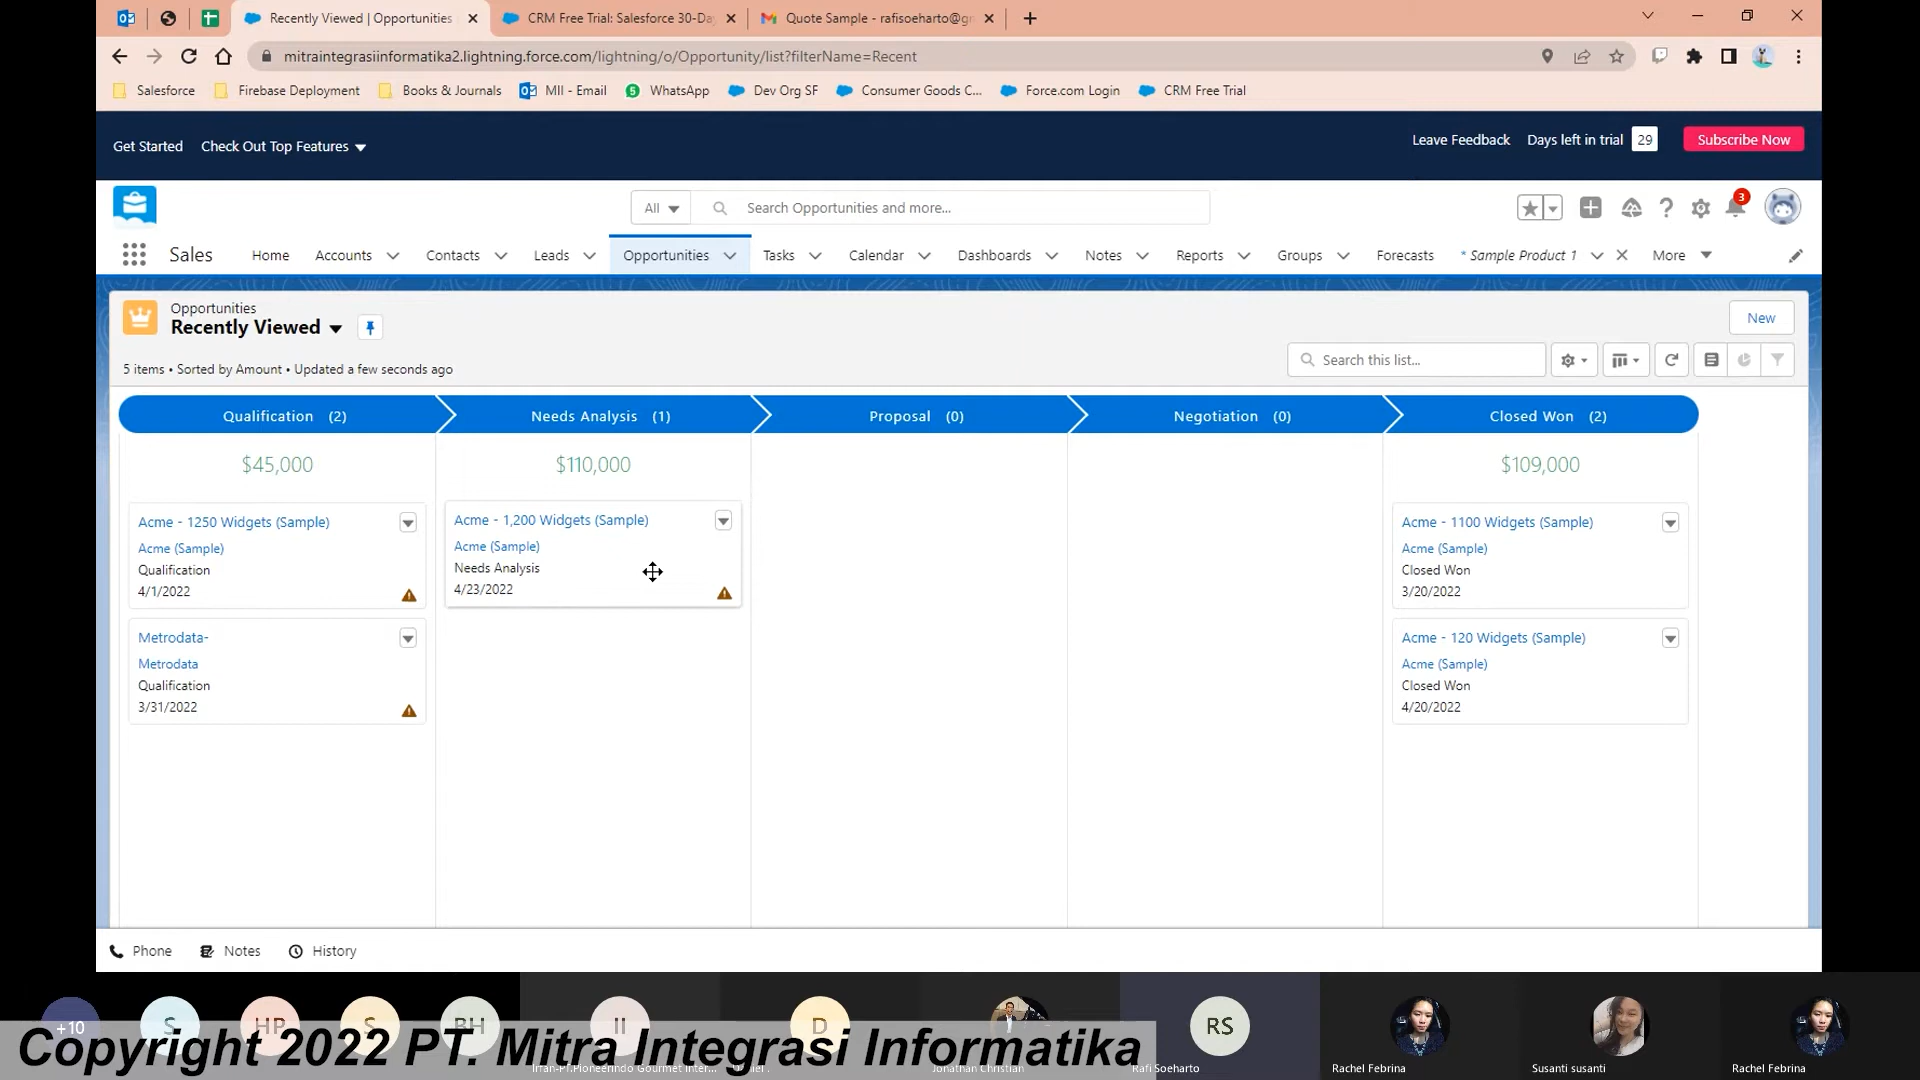 Recently Viewed | Opportunities
CRM Free Trial: Salesforce 30-Da
Quote Sample - rafisoeharto@g
mitraintegrasiinformatika2.lightning.force.com/lightning/o/Opportunity/list?filterName=Recent
Salesforce Firebase Deployment Books & Journals MII - Email WhatsApp Dev Org SF Consumer Goods C... Force.com Login CRM Free Trial
Get Started Check Out Top Features Leave Feedback Days left in trial 29 Subscribe Now
All Search Opportunities and more... 3
Sales Home Accounts Contacts Leads Opportunities Tasks Calendar Dashboards Notes Reports Groups Forecasts * Sample Product 1 More
Opportunities
Recently Viewed
New
5 items • Sorted by Amount • Updated a few seconds ago
Search this list...
Qualification (2) Needs Analysis (1) Proposal (0) Negotiation (0) Closed Won (2)
$45,000 $110,000 $109,000
Acme - 1250 Widgets (Sample)
Acme (Sample)
Qualification
4/1/2022
Metrodata-
Metrodata
Qualification
3/31/2022
Acme - 1,200 Widgets (Sample)
Acme (Sample)
Needs Analysis
4/23/2022
Acme - 1100 Widgets (Sample)
Acme (Sample)
Closed Won
3/20/2022
Acme - 120 Widgets (Sample)
Acme (Sample)
Closed Won
4/20/2022
Phone Notes History
+10 S HP S BH II D RS
Copyright 2022 PT. Mitra Integrasi Informatika
Jonathan Christian Rafi Soeharto Rachel Febrina Susanti susanti Rachel Febrina